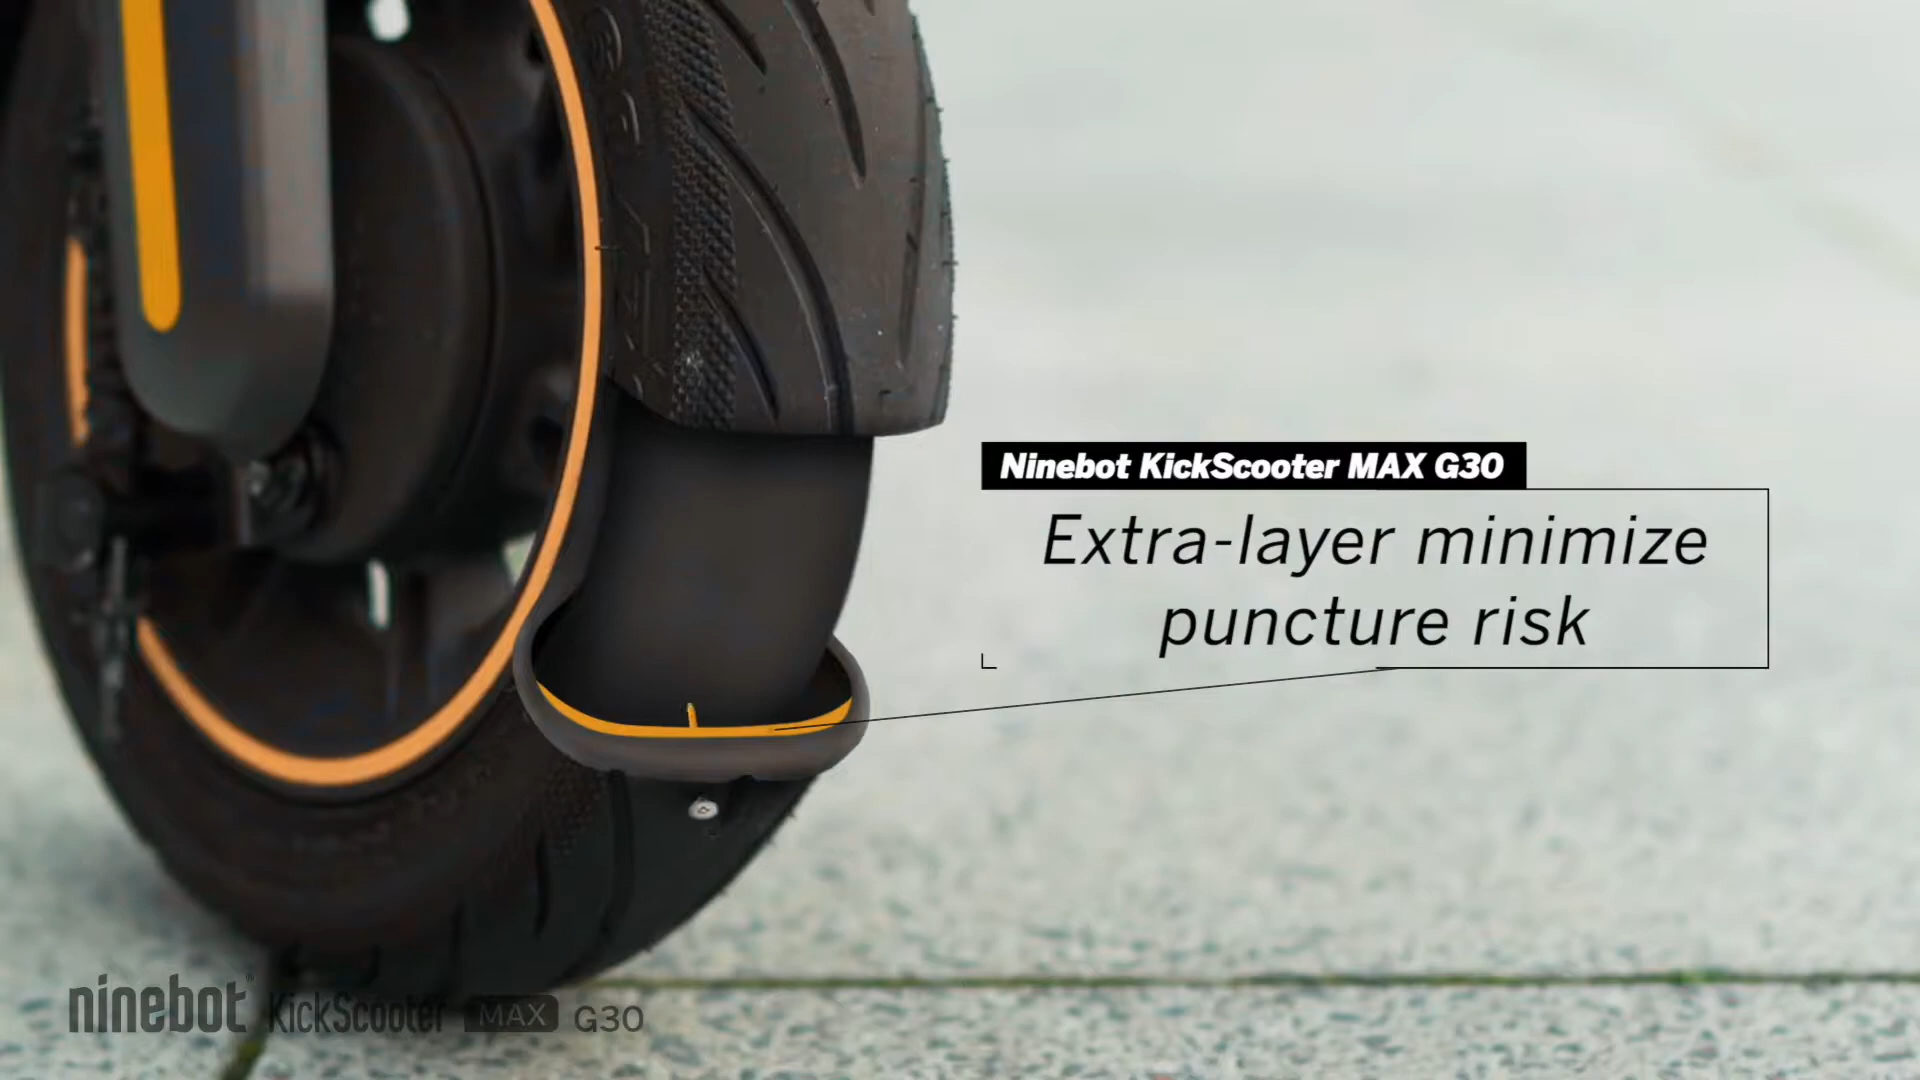 Ninebot KickScooter MAX G30
Extra-layer minimize
puncture risk
ninebot KickScooter MAX G30